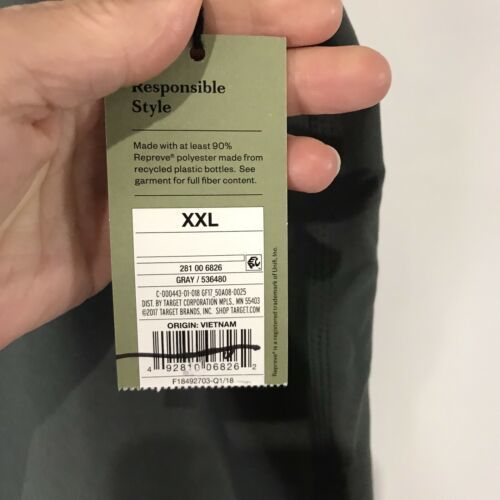 Responsible
Style
Made with at least 90%
Repreve® polyester made from
recycled plastic bottles. See
garment for full fiber content.
XXL
281 00 6826
GRAY / 536480
C-000443-01-018 GF17_50A08-0025
DIST. BY TARGET CORPORATION MPLS., MN 55403
©2017 TARGET BRANDS, INC. SHOP TARGET.COM
ORIGIN: VIETNAM
4 92810 06826 2
F18492703-Q1/18
Repreve® is a registered trademark of Unifi, Inc.